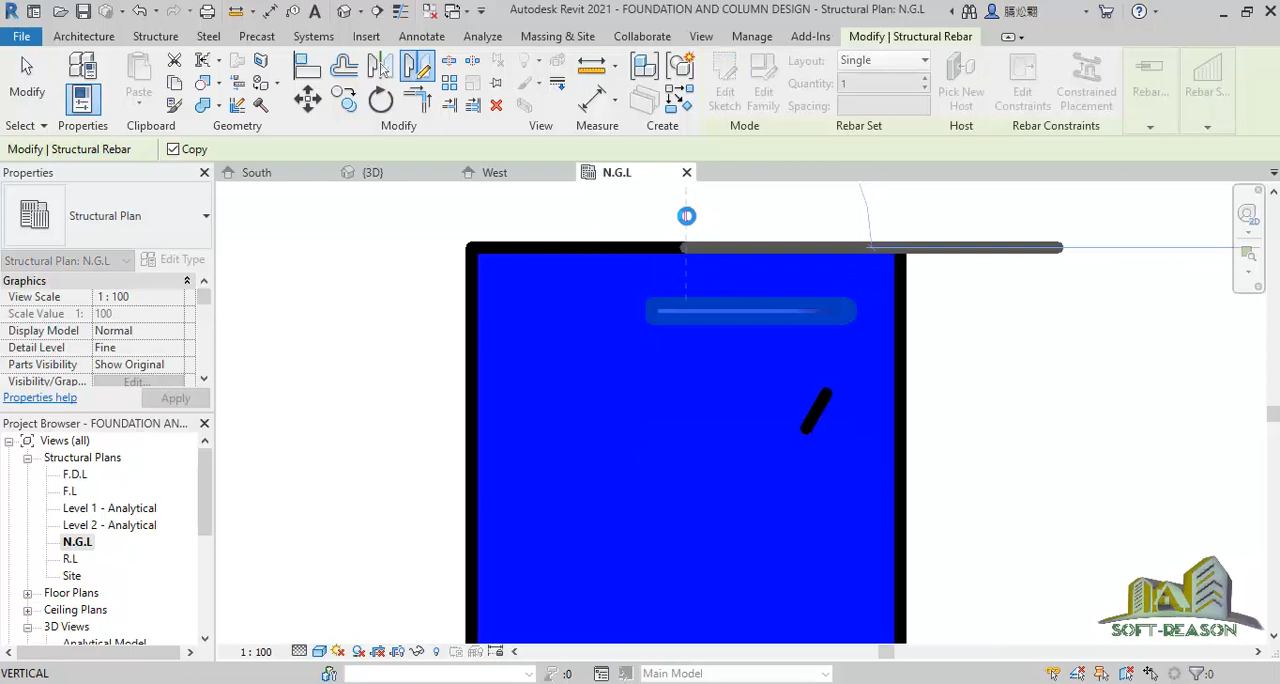 Autodesk Revit 2021 - FOUNDATION AND COLUMN DESIGN - Structural Plan: N.G.L
File Architecture Structure Steel Precast Systems Insert Annotate Analyze Massing & Site Collaborate View Manage Add-Ins Modify | Structural Rebar
Modify
Paste
Edit Sketch
Edit Family
Layout: Single
Quantity: 1
Spacing:
Pick New Host
Edit Constraints
Constrained Placement
Rebar...
Rebar S...
Select Properties Clipboard Geometry Modify View Measure Create Mode Rebar Set Host Rebar Constraints
Modify | Structural Rebar Copy
Properties
South {3D} West N.G.L
Structural Plan
Structural Plan: N.G.L Edit Type
Graphics
View Scale 1 : 100
Scale Value 1: 100
Display Model Normal
Detail Level Fine
Parts Visibility Show Original
Visibility/Grap... Edit...
Properties help Apply
Project Browser - FOUNDATION AN...
Views (all)
Structural Plans
F.D.L
F.L
Level 1 - Analytical
Level 2 - Analytical
N.G.L
R.L
Site
Floor Plans
Ceiling Plans
3D Views
Analytical Model
1 : 100
SOFT-REASON
VERTICAL
:0 Main Model :0
2D